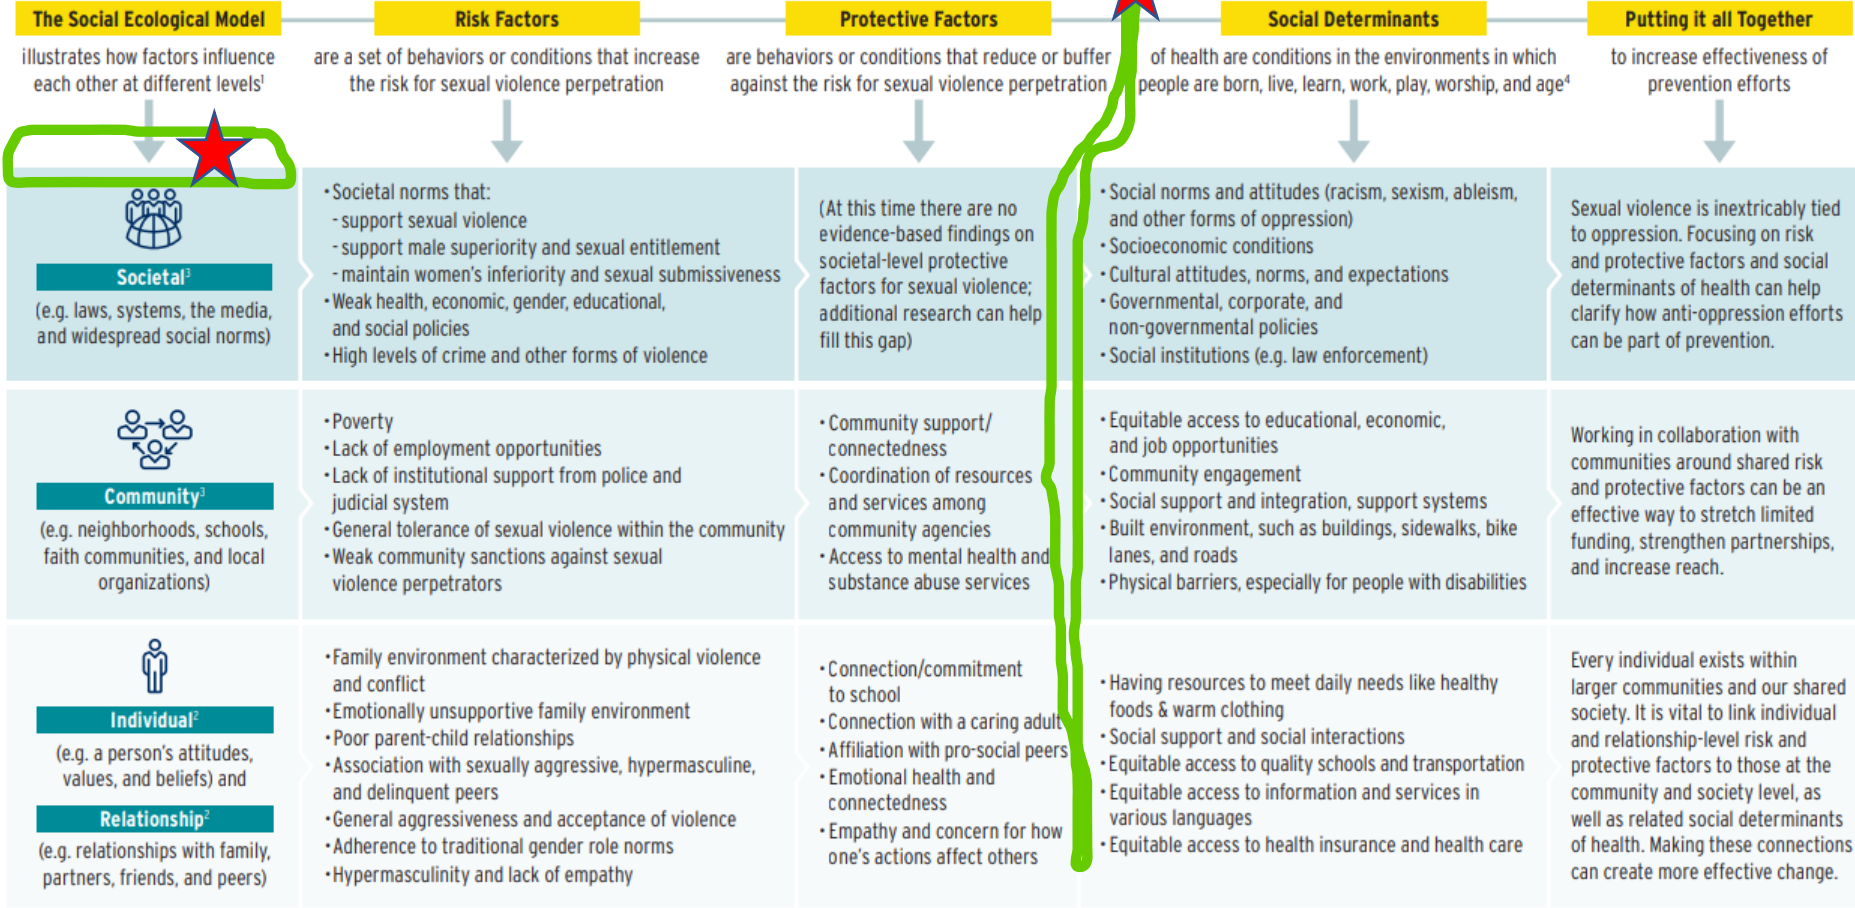 The Social Ecological Model
illustrates how factors influence
each other at different levels¹
Risk Factors
are a set of behaviors or conditions that increase
the risk for sexual violence perpetration
Protective Factors
are behaviors or conditions that reduce or buffer
against the risk for sexual violence perpetration
Social Determinants
of health are conditions in the environments in which
people are born, live, learn, work, play, worship, and age⁴
Putting it all Together
to increase effectiveness of
prevention efforts
Societal³
(e.g. laws, systems, the media,
and widespread social norms)
• Societal norms that:
- support sexual violence
- support male superiority and sexual entitlement
- maintain women's inferiority and sexual submissiveness
• Weak health, economic, gender, educational,
and social policies
• High levels of crime and other forms of violence
(At this time there are no
evidence-based findings on
societal-level protective
factors for sexual violence;
additional research can help
fill this gap)
• Social norms and attitudes (racism, sexism, ableism,
and other forms of oppression)
• Socioeconomic conditions
• Cultural attitudes, norms, and expectations
• Governmental, corporate, and
non-governmental policies
• Social institutions (e.g. law enforcement)
Sexual violence is inextricably tied
to oppression. Focusing on risk
and protective factors and social
determinants of health can help
clarify how anti-oppression efforts
can be part of prevention.
Community³
(e.g. neighborhoods, schools,
faith communities, and local
organizations)
• Poverty
• Lack of employment opportunities
• Lack of institutional support from police and
judicial system
• General tolerance of sexual violence within the community
• Weak community sanctions against sexual
violence perpetrators
• Community support/
connectedness
• Coordination of resources
and services among
community agencies
• Access to mental health and
substance abuse services
• Equitable access to educational, economic,
and job opportunities
• Community engagement
• Social support and integration, support systems
• Built environment, such as buildings, sidewalks, bike
lanes, and roads
• Physical barriers, especially for people with disabilities
Working in collaboration with
communities around shared risk
and protective factors can be an
effective way to stretch limited
funding, strengthen partnerships,
and increase reach.
Individual²
(e.g. a person's attitudes,
values, and beliefs) and
Relationship²
(e.g. relationships with family,
partners, friends, and peers)
• Family environment characterized by physical violence
and conflict
• Emotionally unsupportive family environment
• Poor parent-child relationships
• Association with sexually aggressive, hypermasculine,
and delinquent peers
• General aggressiveness and acceptance of violence
• Adherence to traditional gender role norms
• Hypermasculinity and lack of empathy
• Connection/commitment
to school
• Connection with a caring adult
• Affiliation with pro-social peers
• Emotional health and
connectedness
• Empathy and concern for how
one's actions affect others
• Having resources to meet daily needs like healthy
foods & warm clothing
• Social support and social interactions
• Equitable access to quality schools and transportation
• Equitable access to information and services in
various languages
• Equitable access to health insurance and health care
Every individual exists within
larger communities and our shared
society. It is vital to link individual
and relationship-level risk and
protective factors to those at the
community and society level, as
well as related social determinants
of health. Making these connections
can create more effective change.